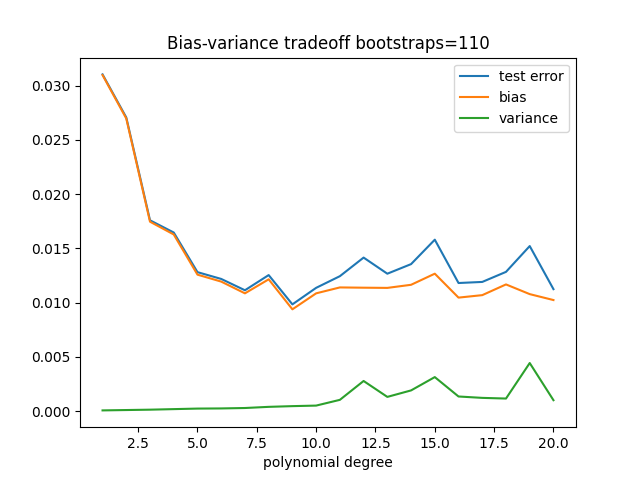 Bias-variance tradeoff bootstraps=110
test error
bias
variance
0.030
0.025
0.020
0.015
0.010
0.005
0.000
2.5 5.0 7.5 10.0 12.5 15.0 17.5 20.0
polynomial degree